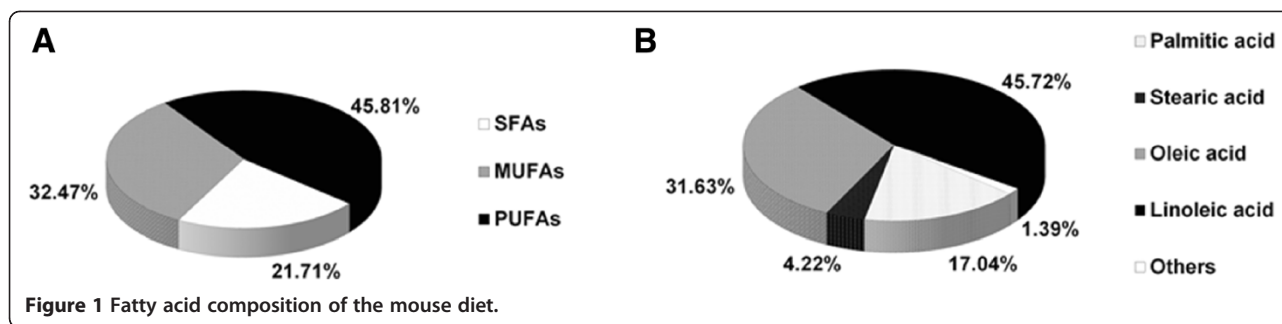 A
45.81%
32.47%
21.71%
SFAs
MUFAs
PUFAs
B
45.72%
31.63%
4.22%
17.04%
1.39%
Palmitic acid
Stearic acid
Oleic acid
Linoleic acid
Others
Figure 1 Fatty acid composition of the mouse diet.